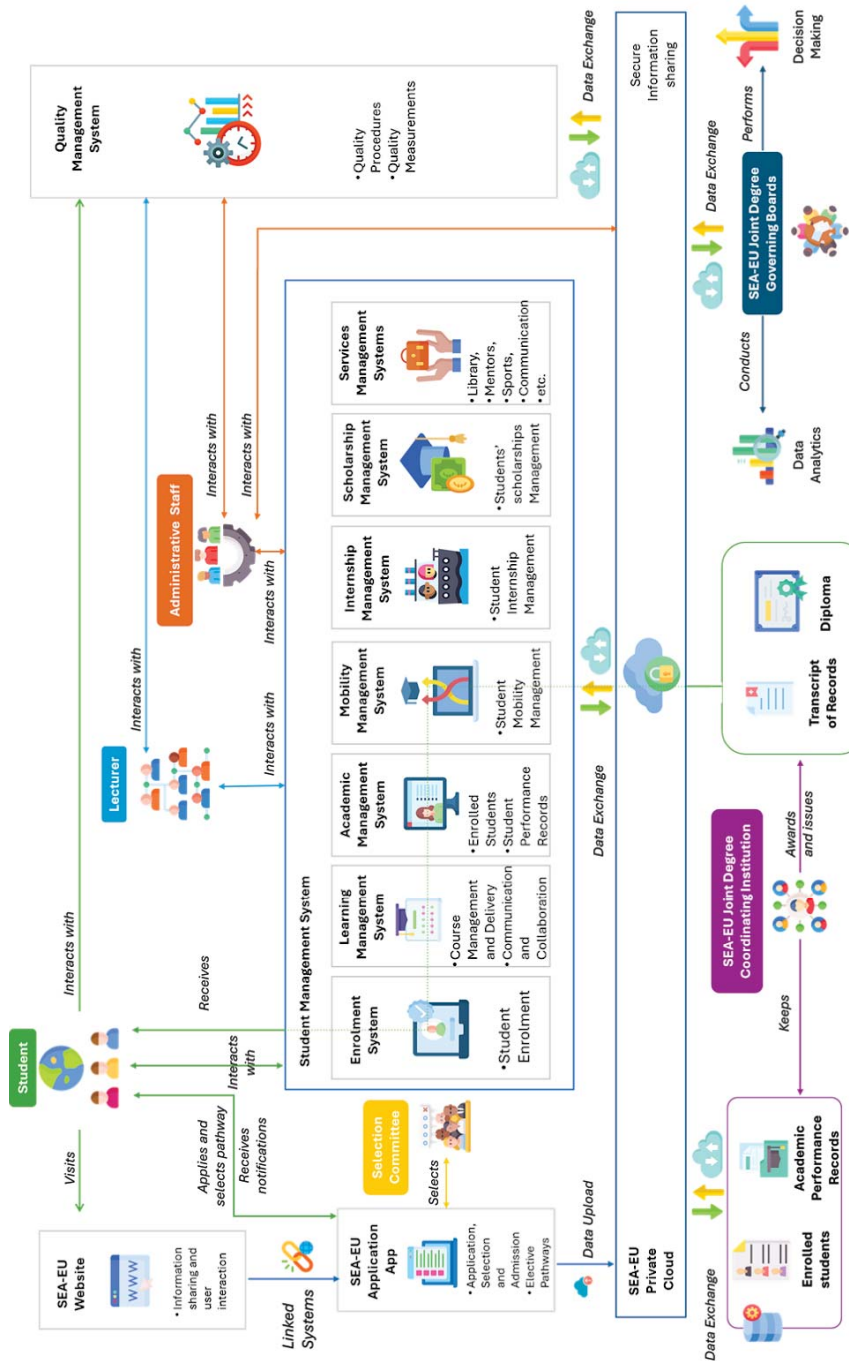 Student
Lecturer
Administrative Staff
Visits
Interacts with
Interacts with
Interacts with
Interacts with
Applies and
selects pathway
Receives
notifications
Interacts
with
Receives
Interacts with
Interacts with
Interacts with
SEA-EU
Website
WWW
• Information
sharing and
user
interaction
Linked
Systems
SEA-EU
Application
App
• Application,
Selection
and
Admission
• Elective
Pathways
Selection
Committee
Selects
Data Upload
Quality
Management
System
• Quality
Procedures
• Quality
Measurements
Data Exchange
Student Management System
Enrolment
System
• Student
Enrolment
Learning
Management
System
• Course
Management
and Delivery
• Communication
and
Collaboration
Academic
Management
System
• Enrolled
Students
• Student
Performance
Records
Mobility
Management
System
• Student
Mobility
Management
Internship
Management
System
• Student
Internship
Management
Scholarship
Management
System
• Students'
scholarships
Management
Services
Management
Systems
• Library,
• Mentors,
• Sports,
• Communication
• etc.
Data Exchange
SEA-EU
Private
Cloud
Secure
Information
sharing
Data Exchange
Enrolled
students
Academic
Performance
Records
Keeps
SEA-EU Joint Degree
Coordinating Institution
Awards
and issues
Transcript
of Records
Diploma
Data
Analytics
Conducts
SEA-EU Joint Degree
Governing Boards
Data Exchange
Performs
Decision
Making